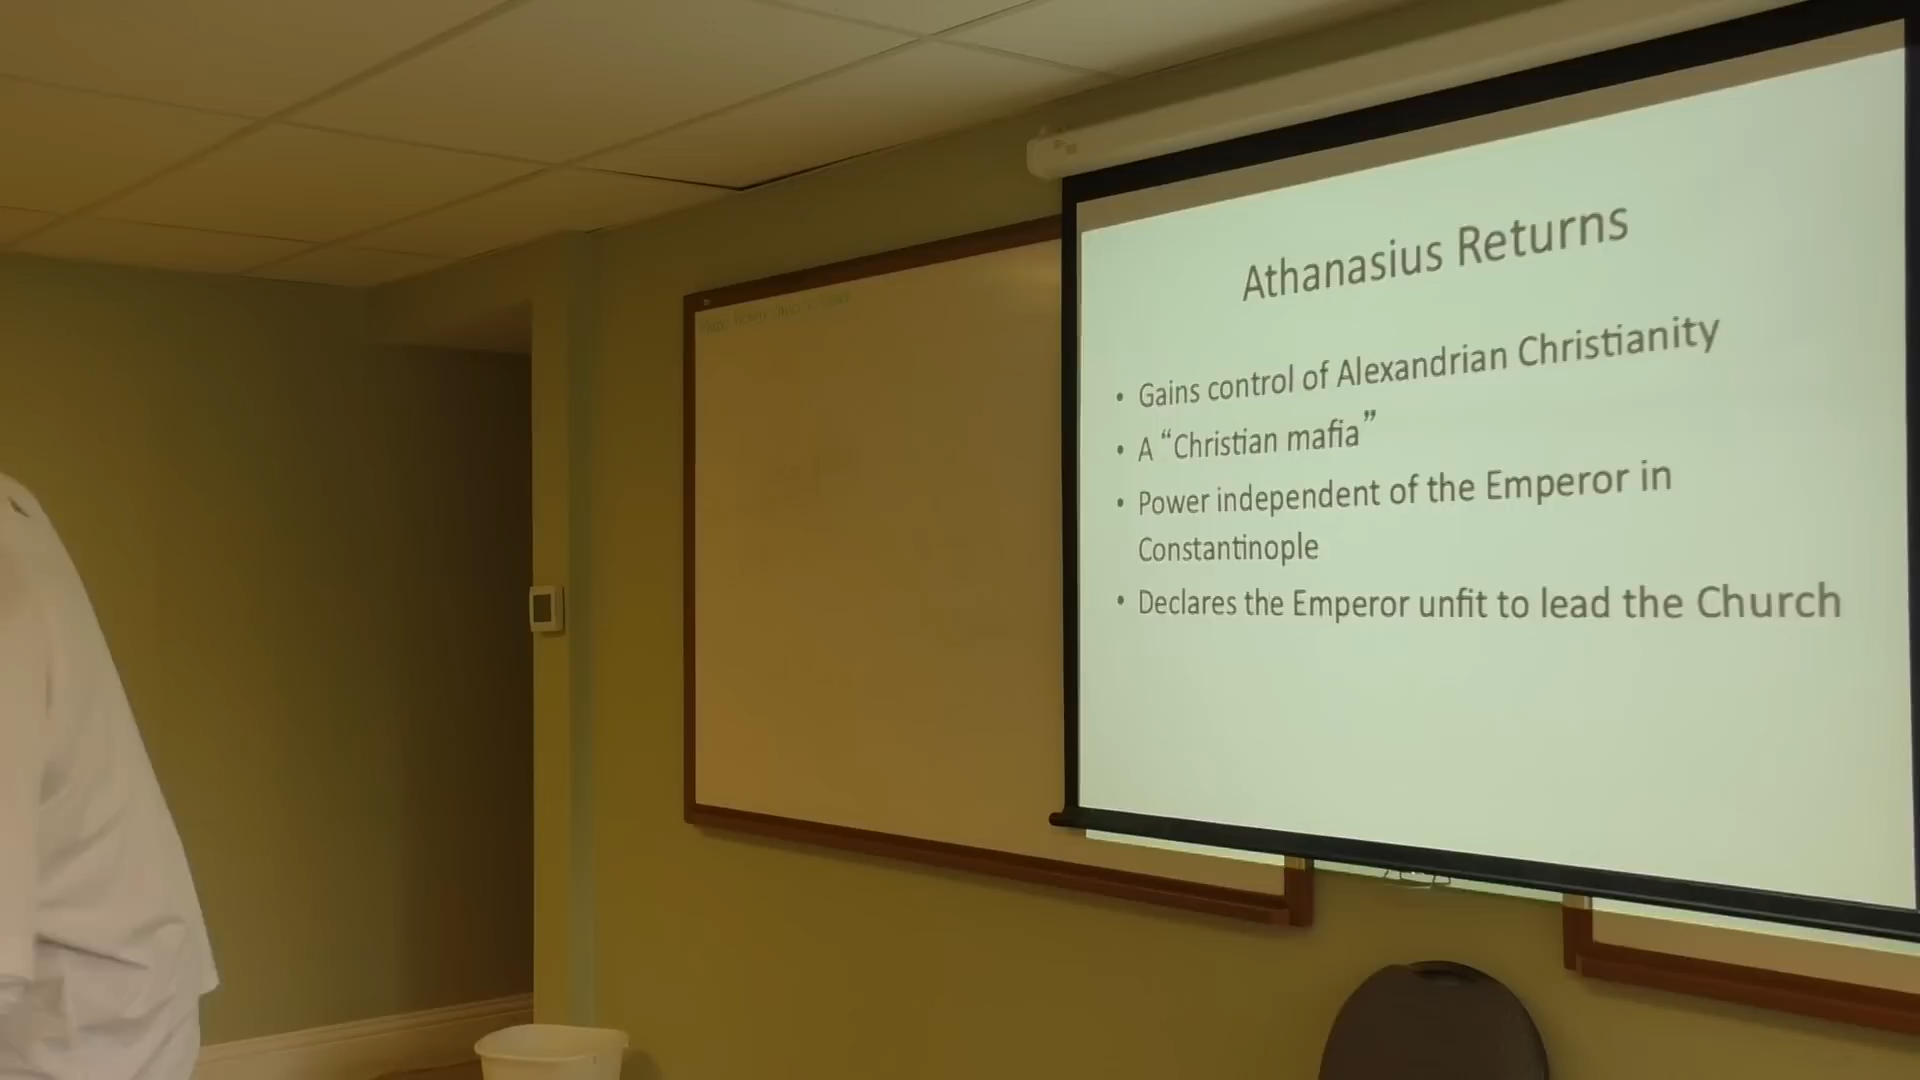 Athanasius Returns
• Gains control of Alexandrian Christianity
• A “Christian mafia”
• Power independent of the Emperor in
Constantinople
• Declares the Emperor unfit to lead the Church